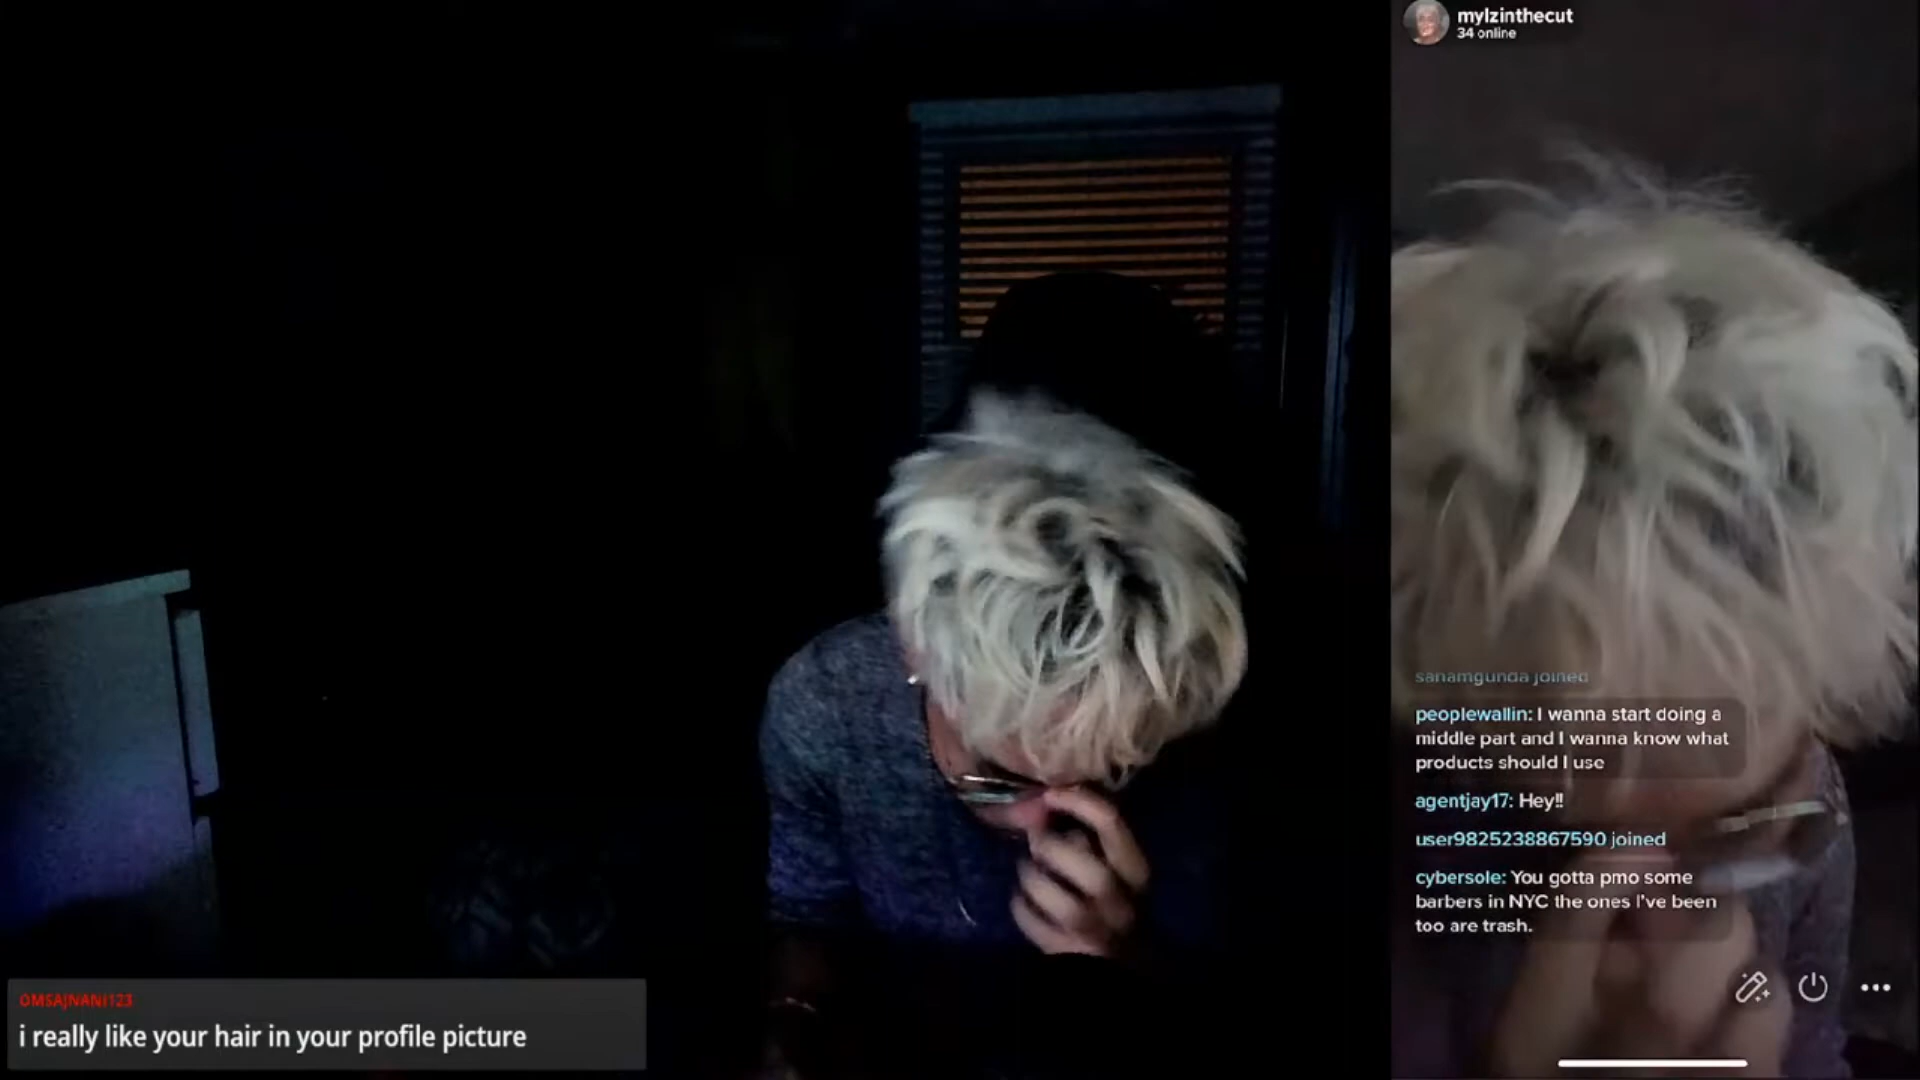 mylzinthecut
34 online
sanamgunda joined
peoplewallin: I wanna start doing a
middle part and I wanna know what
products should I use
agentjay17: Hey!!
user9825238867590 joined
cybersole: You gotta pmo some
barbers in NYC the ones I've been
too are trash.
OMSAJNANI123
i really like your hair in your profile picture